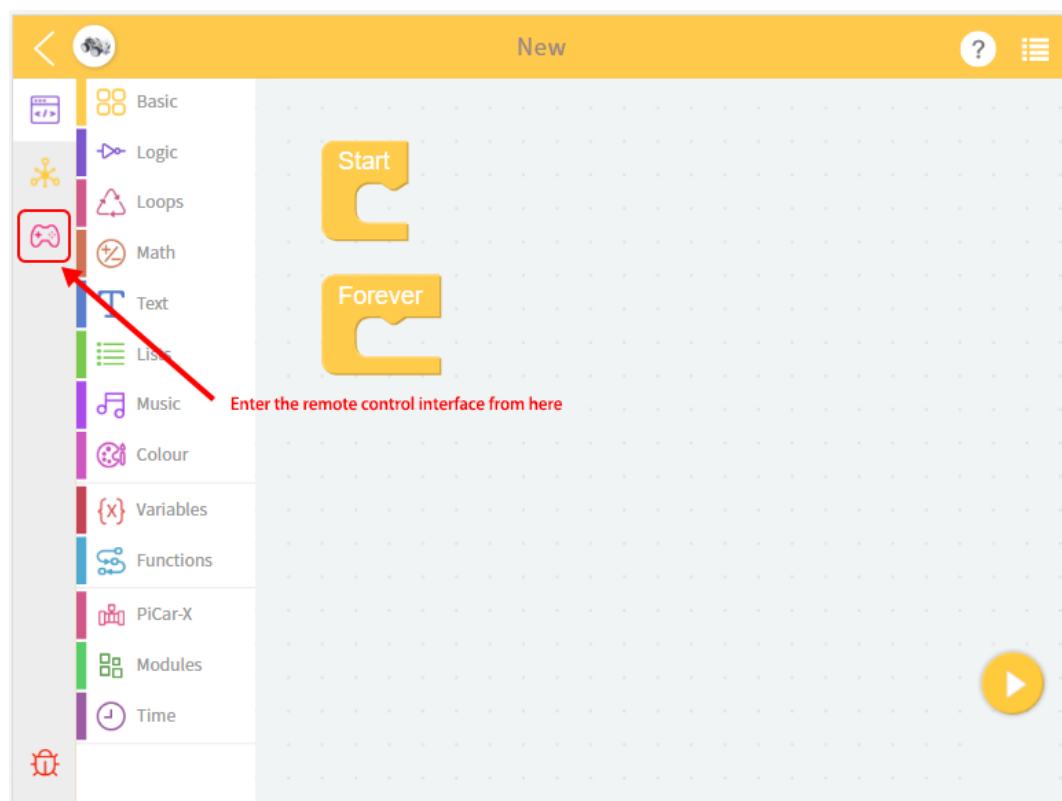 New
?
Basic
Logic
Loops
Math
Text
Lists
Music
Colour
Variables
Functions
PiCar-X
Modules
Time
Start
Forever
Enter the remote control interface from here